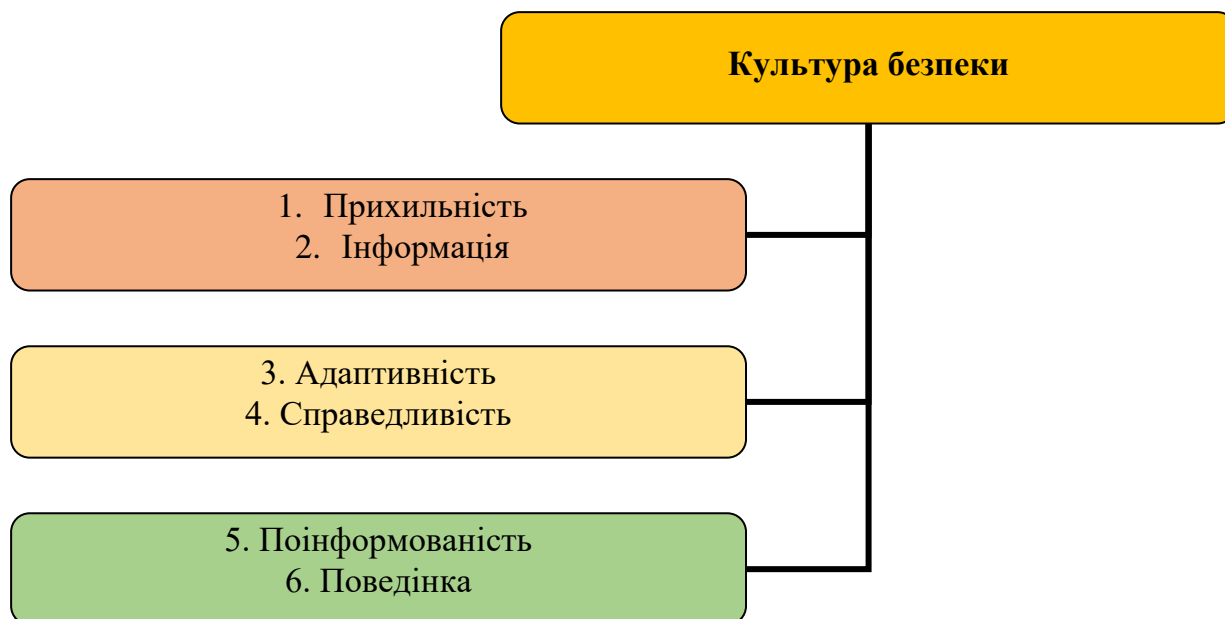 Культура безпеки
1. Прихильність
2. Інформація
3. Адаптивність
4. Справедливість
5. Поінформованість
6. Поведінка